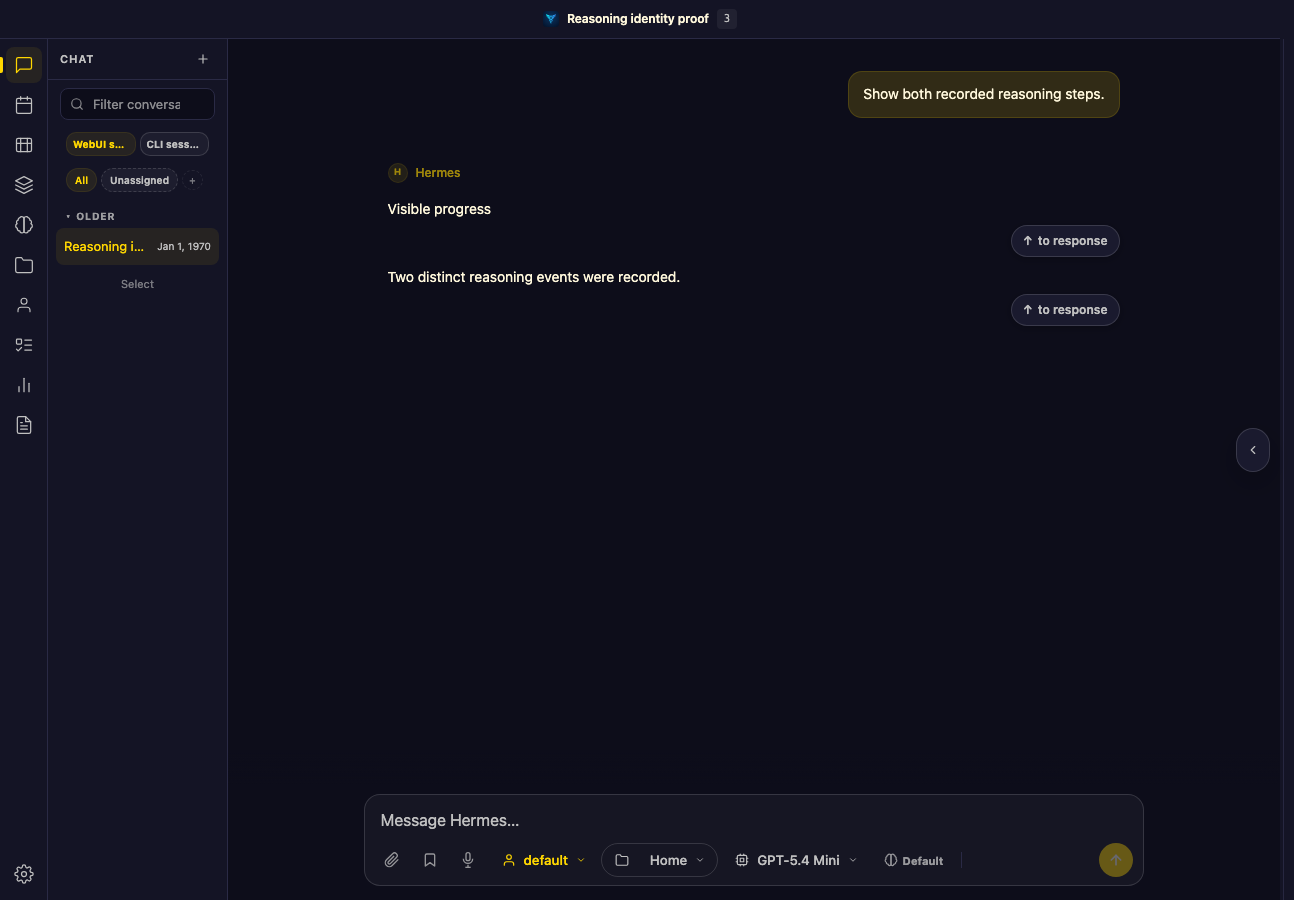 Reasoning identity proof 3
CHAT
Filter conversa
WebUI s... CLI sess...
All Unassigned +
OLDER
Reasoning i... Jan 1, 1970
Select
Show both recorded reasoning steps.
H Hermes
Visible progress
↑ to response
Two distinct reasoning events were recorded.
↑ to response
Message Hermes...
default Home GPT-5.4 Mini Default